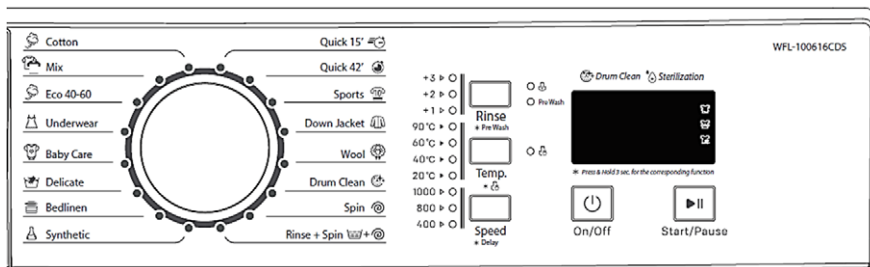 Cotton
Mix
Eco 40-60
Underwear
Baby Care
Delicate
Bedlinen
Synthetic
Quick 15'
Quick 42'
Sports
Down Jacket
Wool
Drum Clean
Spin
Rinse + Spin +
+3
+2
+1
90°C
60°C
40°C
20°C
1000
800
400
Rinse
* Pre Wash
Temp.
*
Speed
* Delay
Pre Wash
WFL-100616CDS
Drum Clean * Sterilization
* Press & Hold 3 sec. for the corresponding function
On/Off
Start/Pause